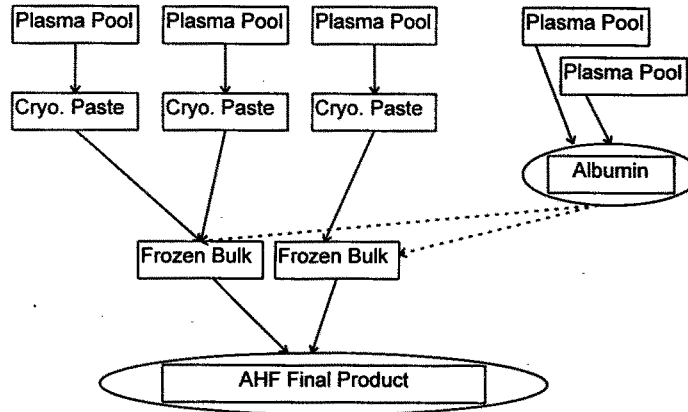 Plasma Pool
Plasma Pool
Plasma Pool
Plasma Pool
Plasma Pool
Cryo. Paste
Cryo. Paste
Cryo. Paste
Albumin
Frozen Bulk
Frozen Bulk
AHF Final Product